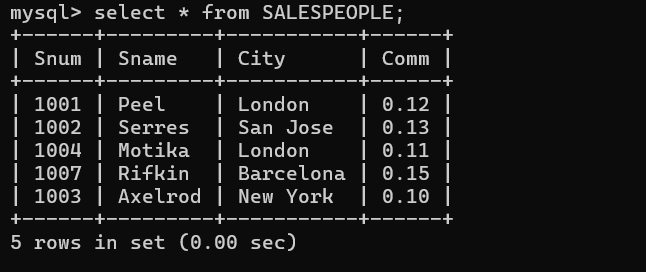 mysql> select * from SALESPEOPLE;
+------+---------+-----------+------+
| Snum | Sname   | City      | Comm |
+------+---------+-----------+------+
| 1001 | Peel    | London    | 0.12 |
| 1002 | Serres  | San Jose  | 0.13 |
| 1004 | Motika  | London    | 0.11 |
| 1007 | Rifkin  | Barcelona | 0.15 |
| 1003 | Axelrod | New York  | 0.10 |
+------+---------+-----------+------+
5 rows in set (0.00 sec)